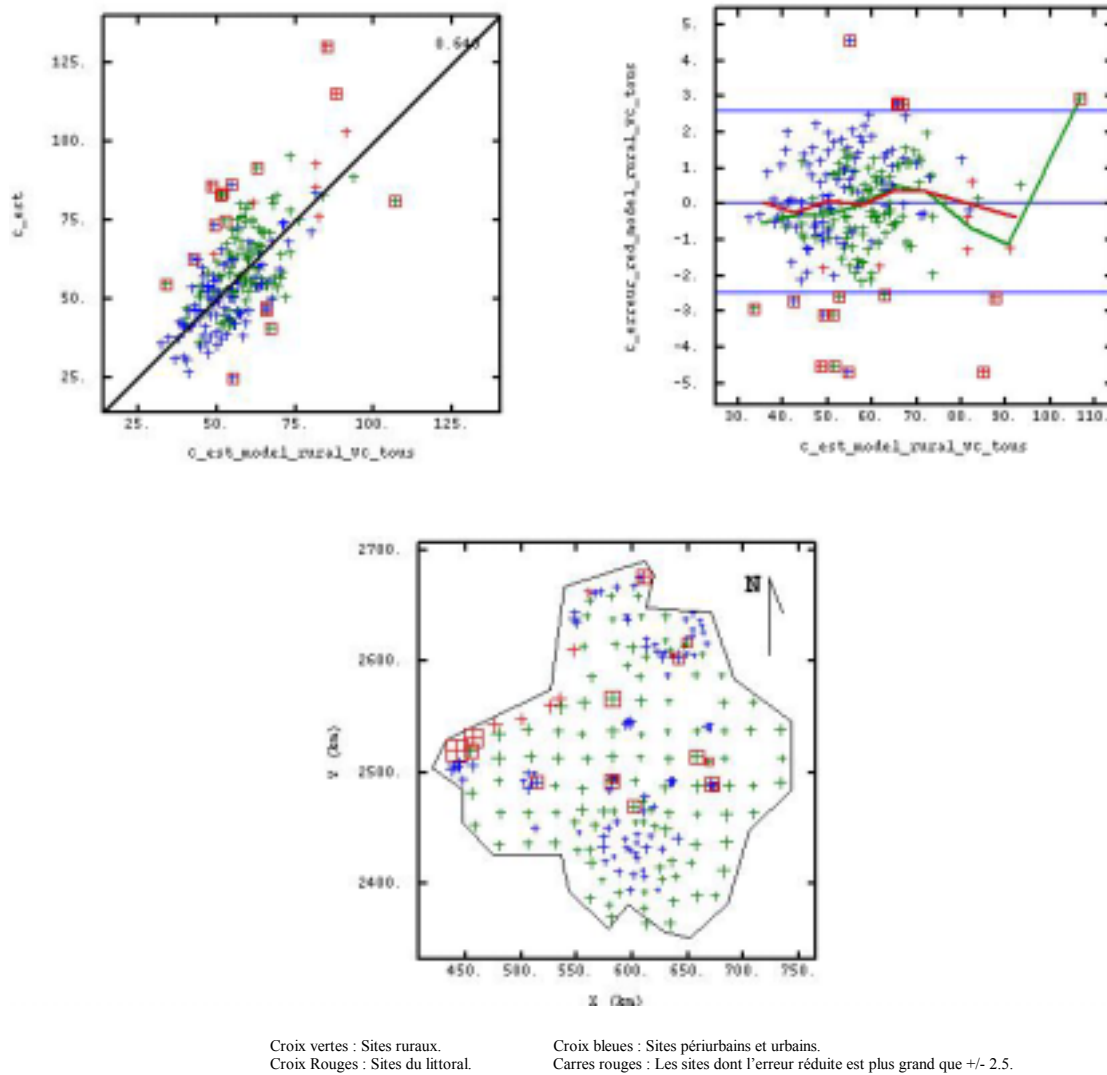 0.640
125.
100.
75.
50.
25.
c_est
25. 50. 75. 100. 125.
c_est_model_rural_VC_tous
5.
4.
3.
2.
1.
0.
-1.
-2.
-3.
-4.
-5.
c_erreur_red_model_rural_VC_tous
30. 40. 50. 60. 70. 80. 90. 100. 110.
c_est_model_rural_VC_tous
2700.
2600.
2500.
2400.
N
Y (km)
450. 500. 550. 600. 650. 700. 750.
X (km)
Croix vertes : Sites ruraux.
Croix bleues : Sites périurbains et urbains.
Croix Rouges : Sites du littoral.
Carres rouges : Les sites dont l'erreur réduite est plus grand que +/- 2.5.